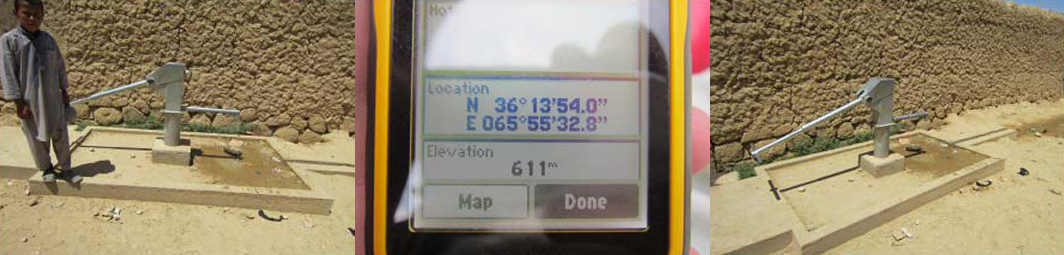 Location
N 36°13'54.0"
E 065°55'32.8"
Elevation
611m
Map Done